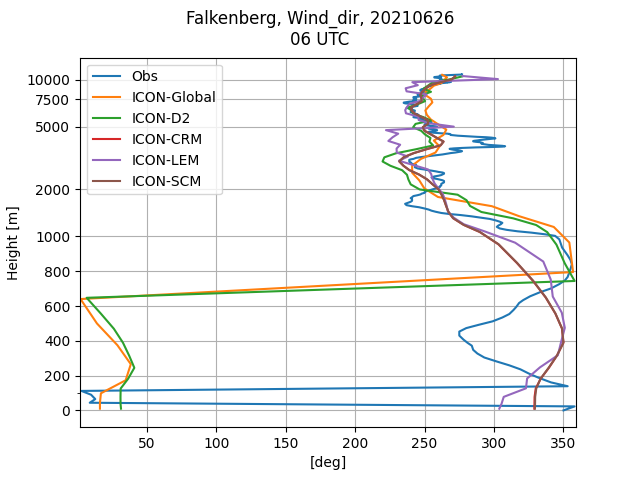 Falkenberg, Wind_dir, 20210626
06 UTC
Obs
ICON-Global
ICON-D2
ICON-CRM
ICON-LEM
ICON-SCM
Height [m]
10000
7500
5000
2000
1000
800
600
400
200
0
50
100
150
200
250
300
350
[deg]